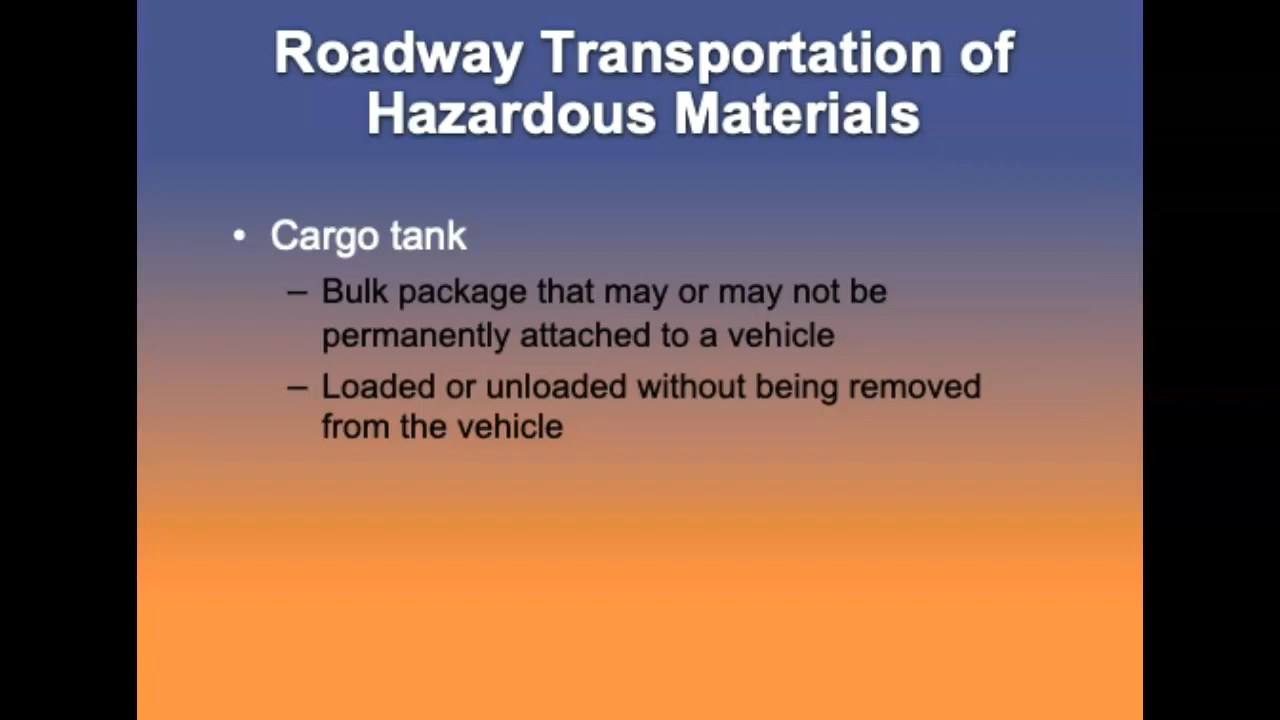 Roadway Transportation of
Hazardous Materials
• Cargo tank
– Bulk package that may or may not be
permanently attached to a vehicle
– Loaded or unloaded without being removed
from the vehicle